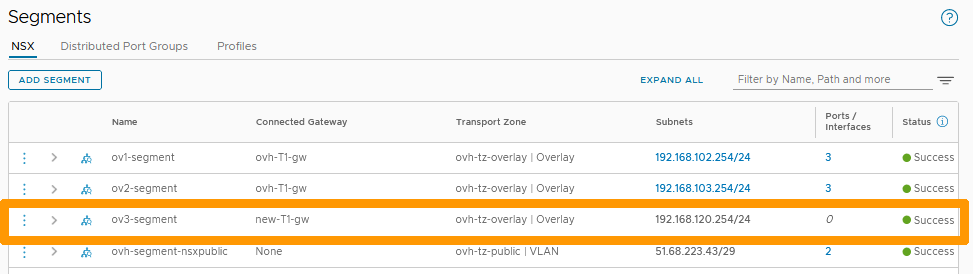 Segments
NSX Distributed Port Groups Profiles
ADD SEGMENT EXPAND ALL Filter by Name, Path and more
Name Connected Gateway Transport Zone Subnets Ports / Interfaces Status
ov1-segment ovh-T1-gw ovh-tz-overlay | Overlay 192.168.102.254/24 3 Success
ov2-segment ovh-T1-gw ovh-tz-overlay | Overlay 192.168.103.254/24 3 Success
ov3-segment new-T1-gw ovh-tz-overlay | Overlay 192.168.120.254/24 0 Success
ovh-segment-nsxpublic None ovh-tz-public | VLAN 51.68.223.43/29 2 Success